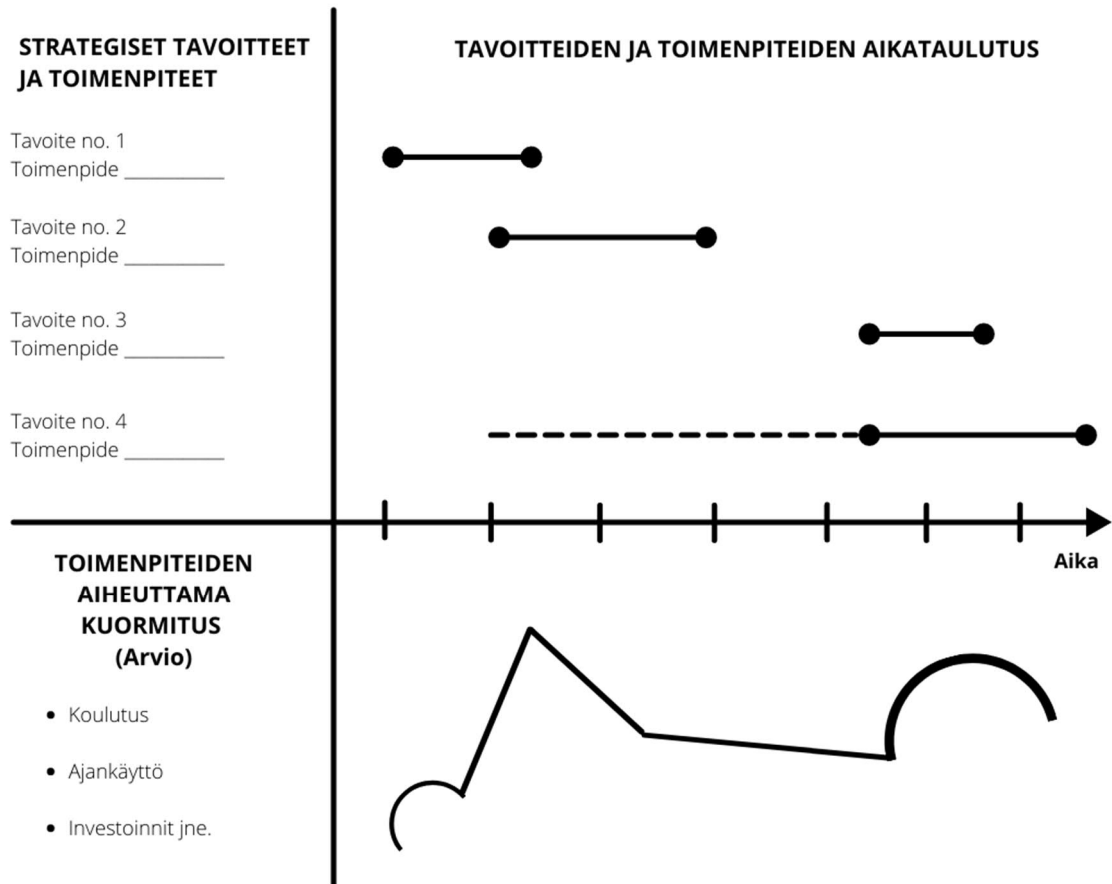 STRATEGISET TAVOITTEET
JA TOIMENPITEET
TAVOITTEIDEN JA TOIMENPITEIDEN AIKATAULUTUS
Tavoite no. 1
Toimenpide __________
Tavoite no. 2
Toimenpide __________
Tavoite no. 3
Toimenpide __________
Tavoite no. 4
Toimenpide __________
Aika
TOIMENPITEIDEN
AIHEUTTAMA
KUORMITUS
(Arvio)
• Koulutus
• Ajankäyttö
• Investoinnit jne.